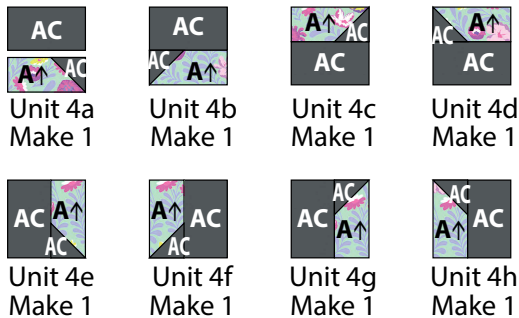 AC AC A↑ A↑
A↑ AC AC A↑ AC AC AC AC
Unit 4a Unit 4b Unit 4c Unit 4d
Make 1 Make 1 Make 1 Make 1
A↑ A↑ AC AC
AC AC AC AC A↑ AC A↑ AC
AC AC
Unit 4e Unit 4f Unit 4g Unit 4h
Make 1 Make 1 Make 1 Make 1